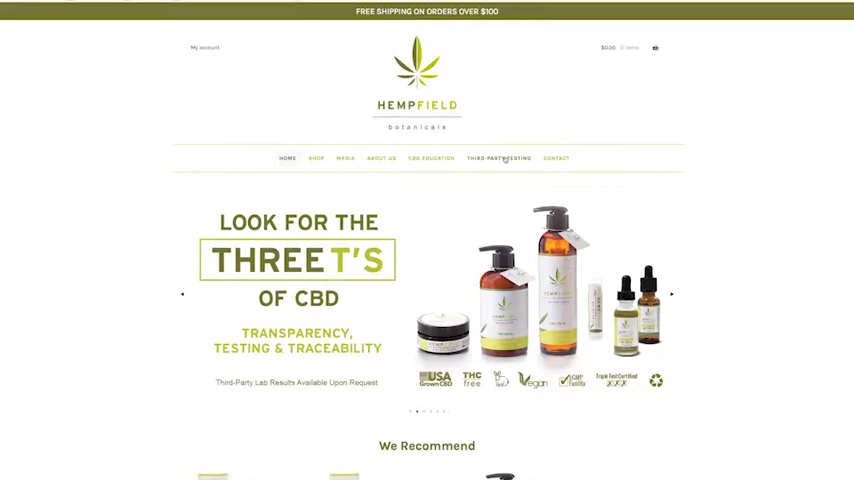 FREE SHIPPING ON ORDERS OVER $100
My account
$0.00 0 items
HEMPFIELD
botanicals
HOME SHOP MEDIA ABOUT US CBD EDUCATION THIRD-PARTY TESTING CONTACT
LOOK FOR THE
THREE T'S
OF CBD
TRANSPARENCY,
TESTING & TRACEABILITY
Third-Party Lab Results Available Upon Request
USA
Grown CBD
THC
free
Vegan
GMP
Facility
Triple Test Certified
We Recommend